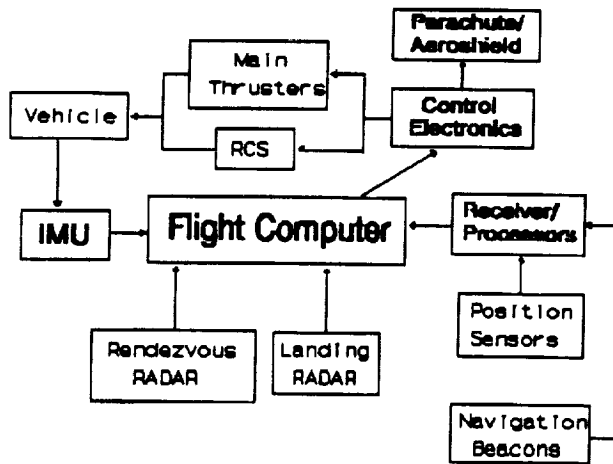 Parachute/
Aeroshield
Main
Thrusters
Control
Electronics
Vehicle
RCS
IMU
Flight Computer
Receiver/
Processors
Rendezvous
RADAR
Landing
RADAR
Position
Sensors
Navigation
Beacons